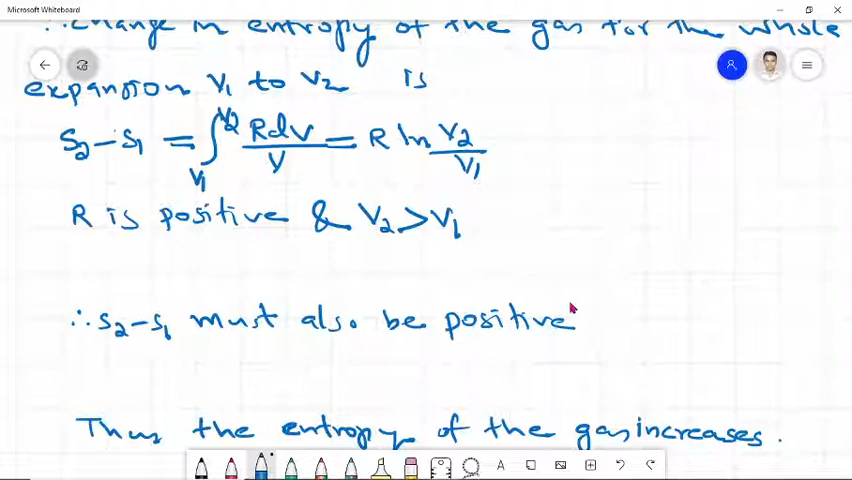 Microsoft Whiteboard
∴ Change in entropy of the gas for the whole
expansion V1 to V2 is
S2 − S1 = ∫_{V1}^{V2} RdV/V = R ln V2/V1
R is positive & V2 > V1
∴ S2 − S1 must also be positive
Thus the entropy of the gas increases.